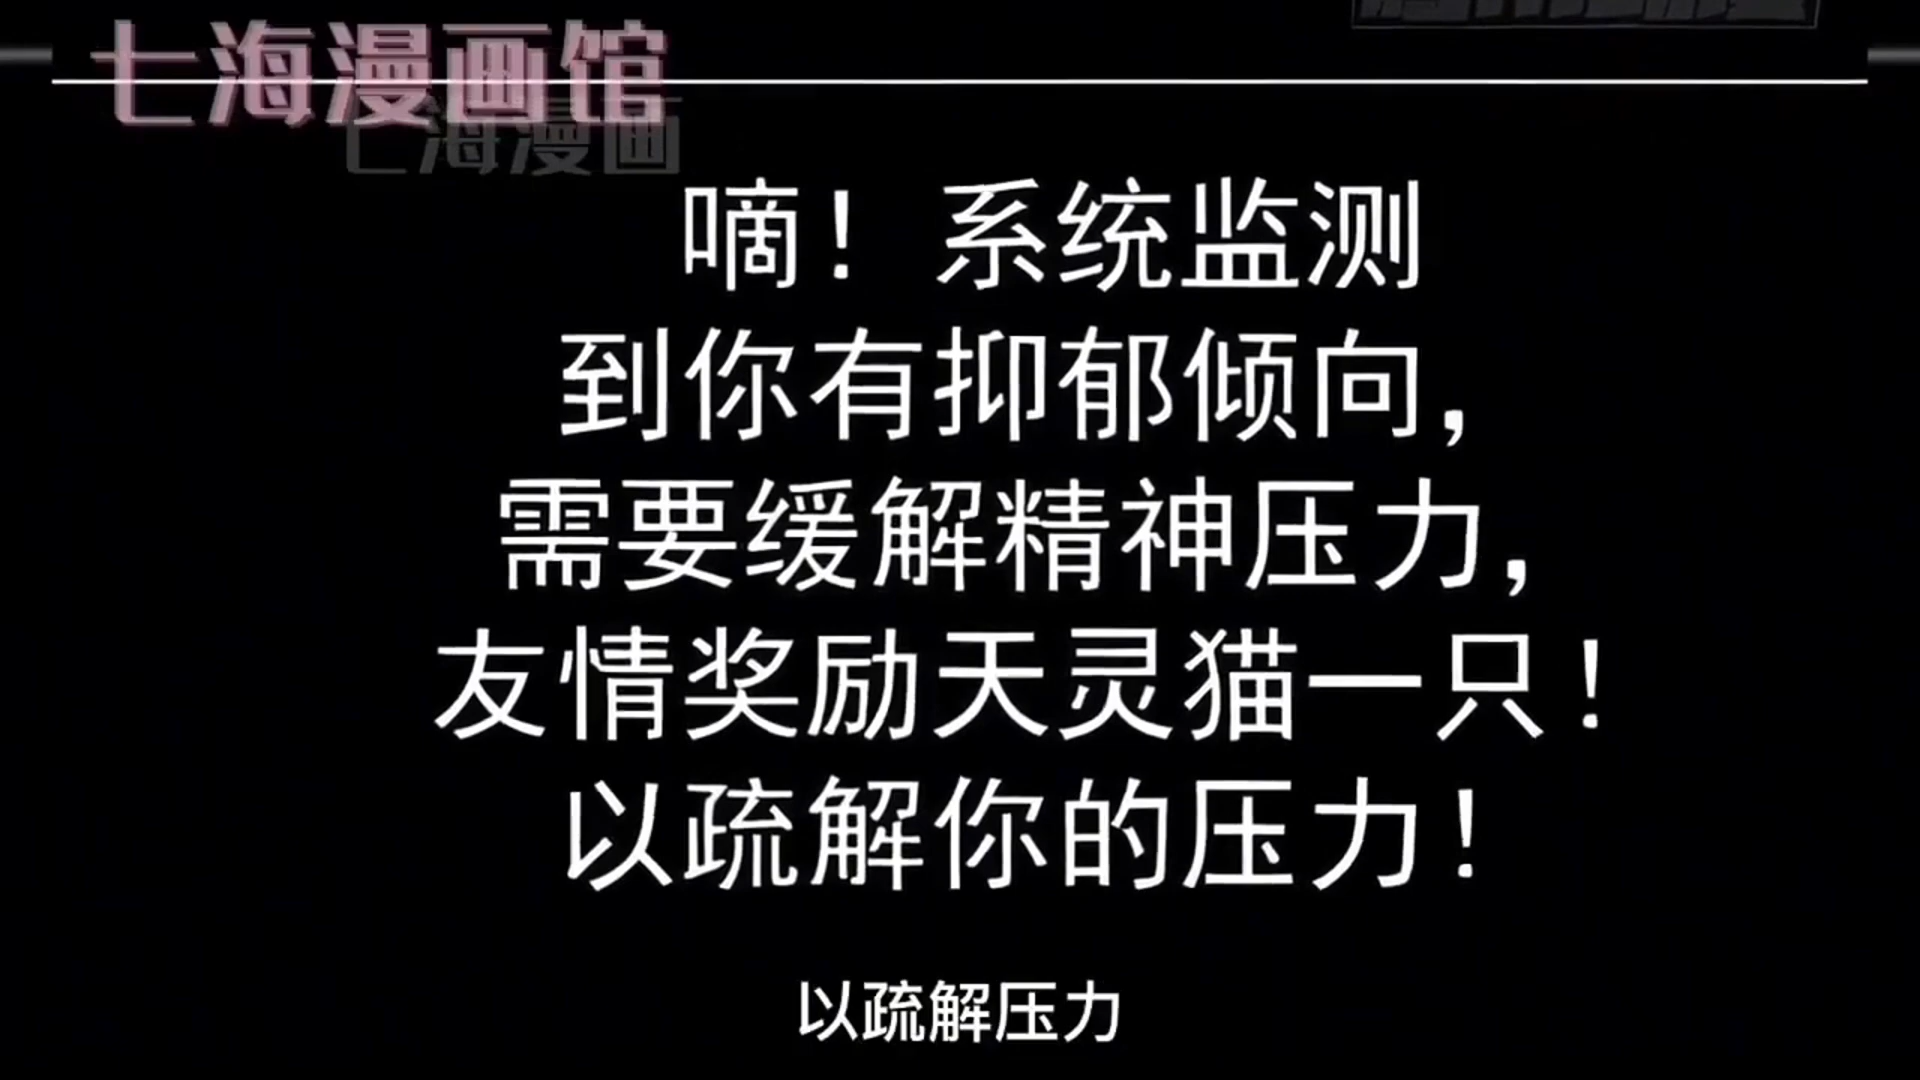 七海漫画馆
七海漫画
嘀！系统监测
到你有抑郁倾向，
需要缓解精神压力，
友情奖励天灵猫一只！
以疏解你的压力！
以疏解压力